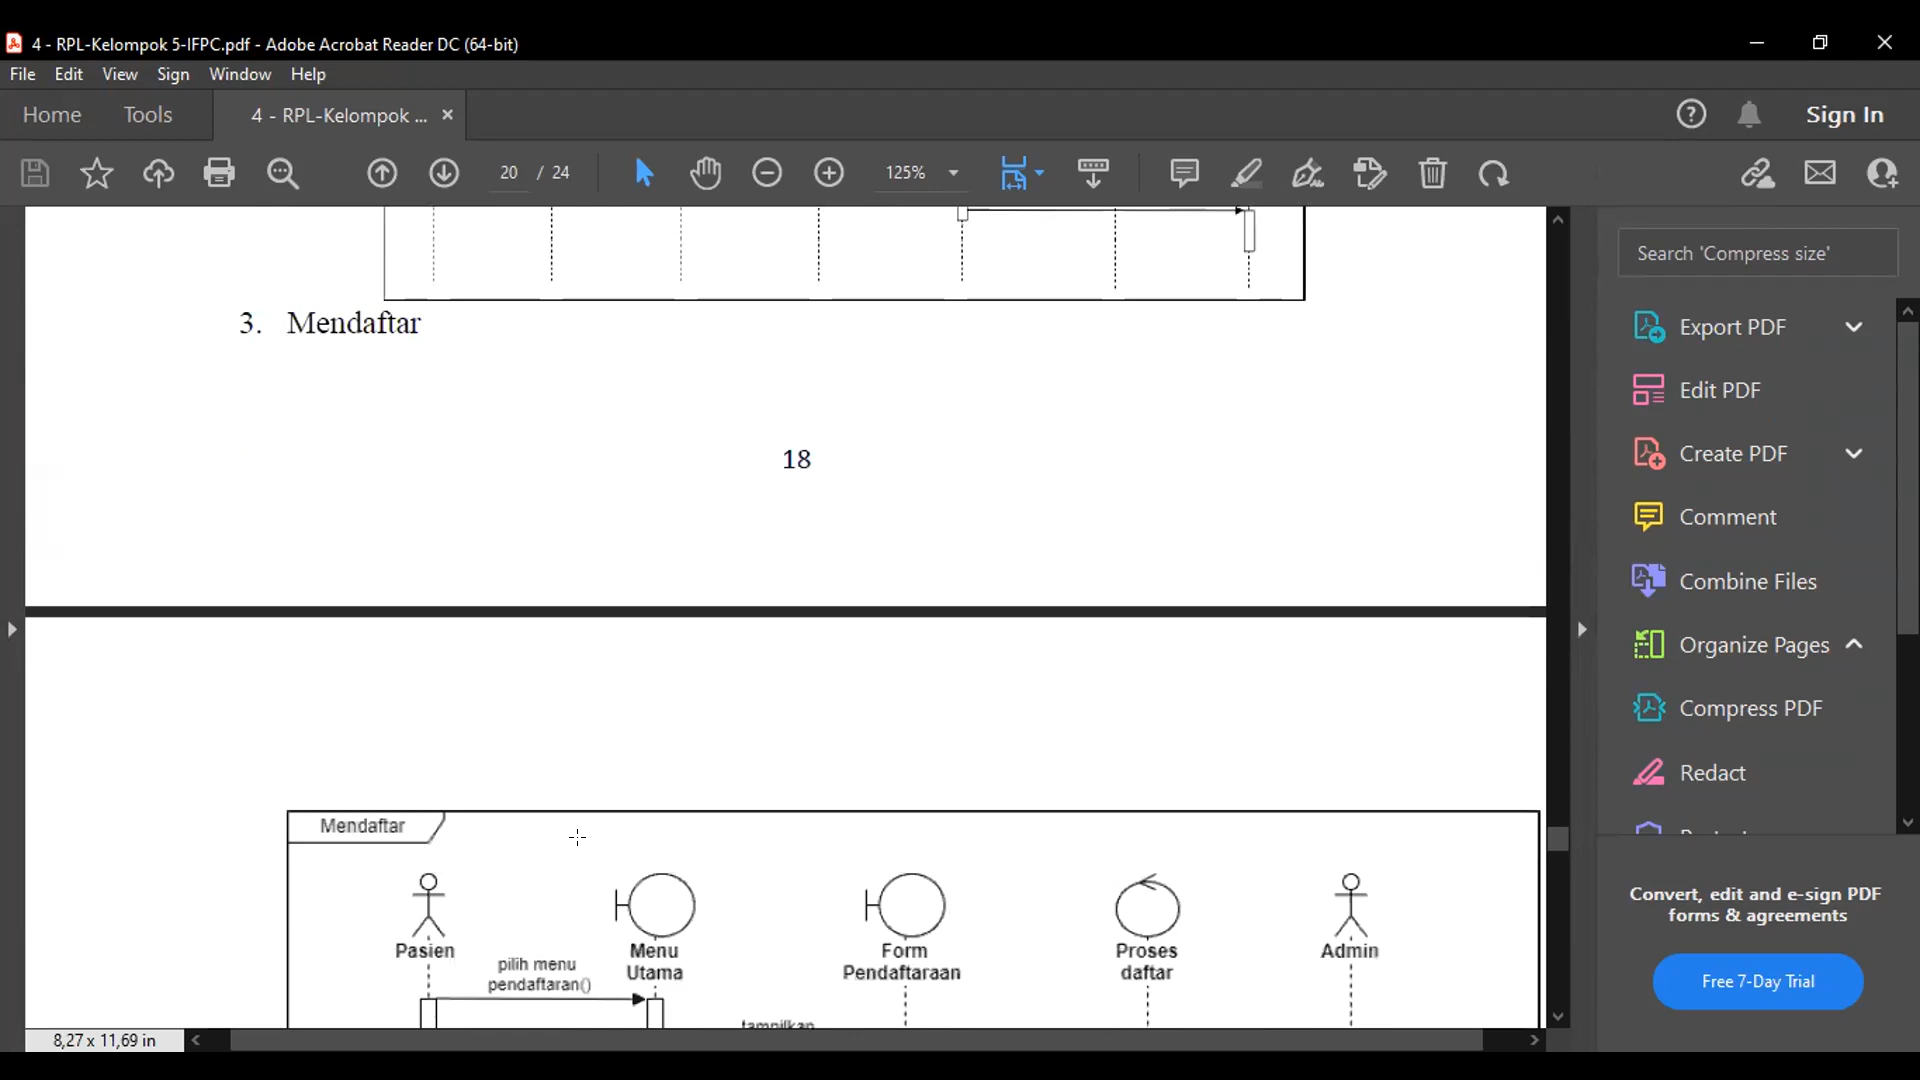 4 - RPL-Kelompok 5-IFPC.pdf - Adobe Acrobat Reader DC (64-bit)
File Edit View Sign Window Help
Home Tools 4 - RPL-Kelompok ... × Sign In
20 / 24 125%
3. Mendaftar
18
Mendaftar
Pasien
Menu
Utama
Form
Pendaftaraan
Proses
daftar
Admin
pilih menu
pendaftaran()
tampilkan
8,27 x 11,69 in
Search 'Compress size'
Export PDF
Edit PDF
Create PDF
Comment
Combine Files
Organize Pages
Compress PDF
Redact
Convert, edit and e-sign PDF
forms & agreements
Free 7-Day Trial